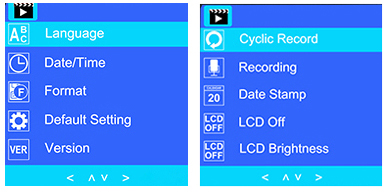 A B C Language
Date/Time
F Format
Default Setting
VER Version
< ∧ ∨ >
Cyclic Record
Recording
20 Date Stamp
LCD OFF LCD Off
LCD OFF LCD Brightness
< ∧ ∨ >